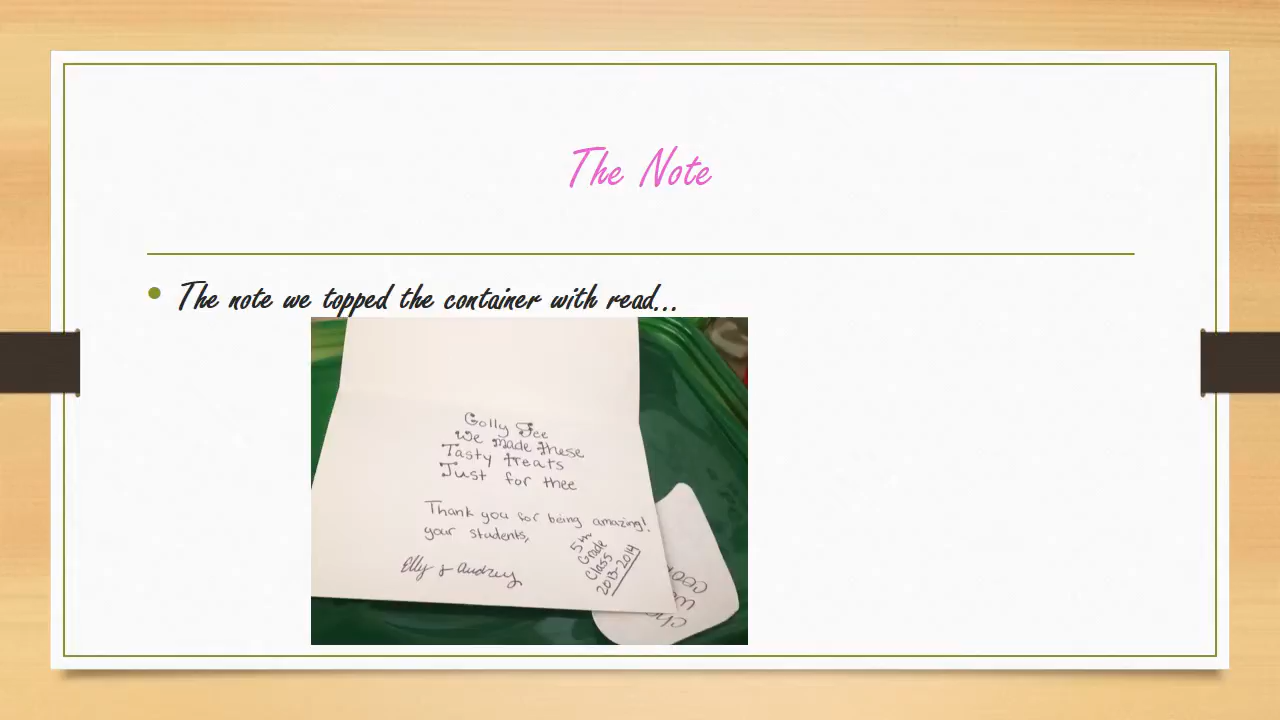 The Note
The note we topped the container with read...
Golly Gee
We made these
Tasty treats
Just for thee
Thank you for being amazing!
your students,
Elly & Audrey
5th
Grade
Class
2013-2014